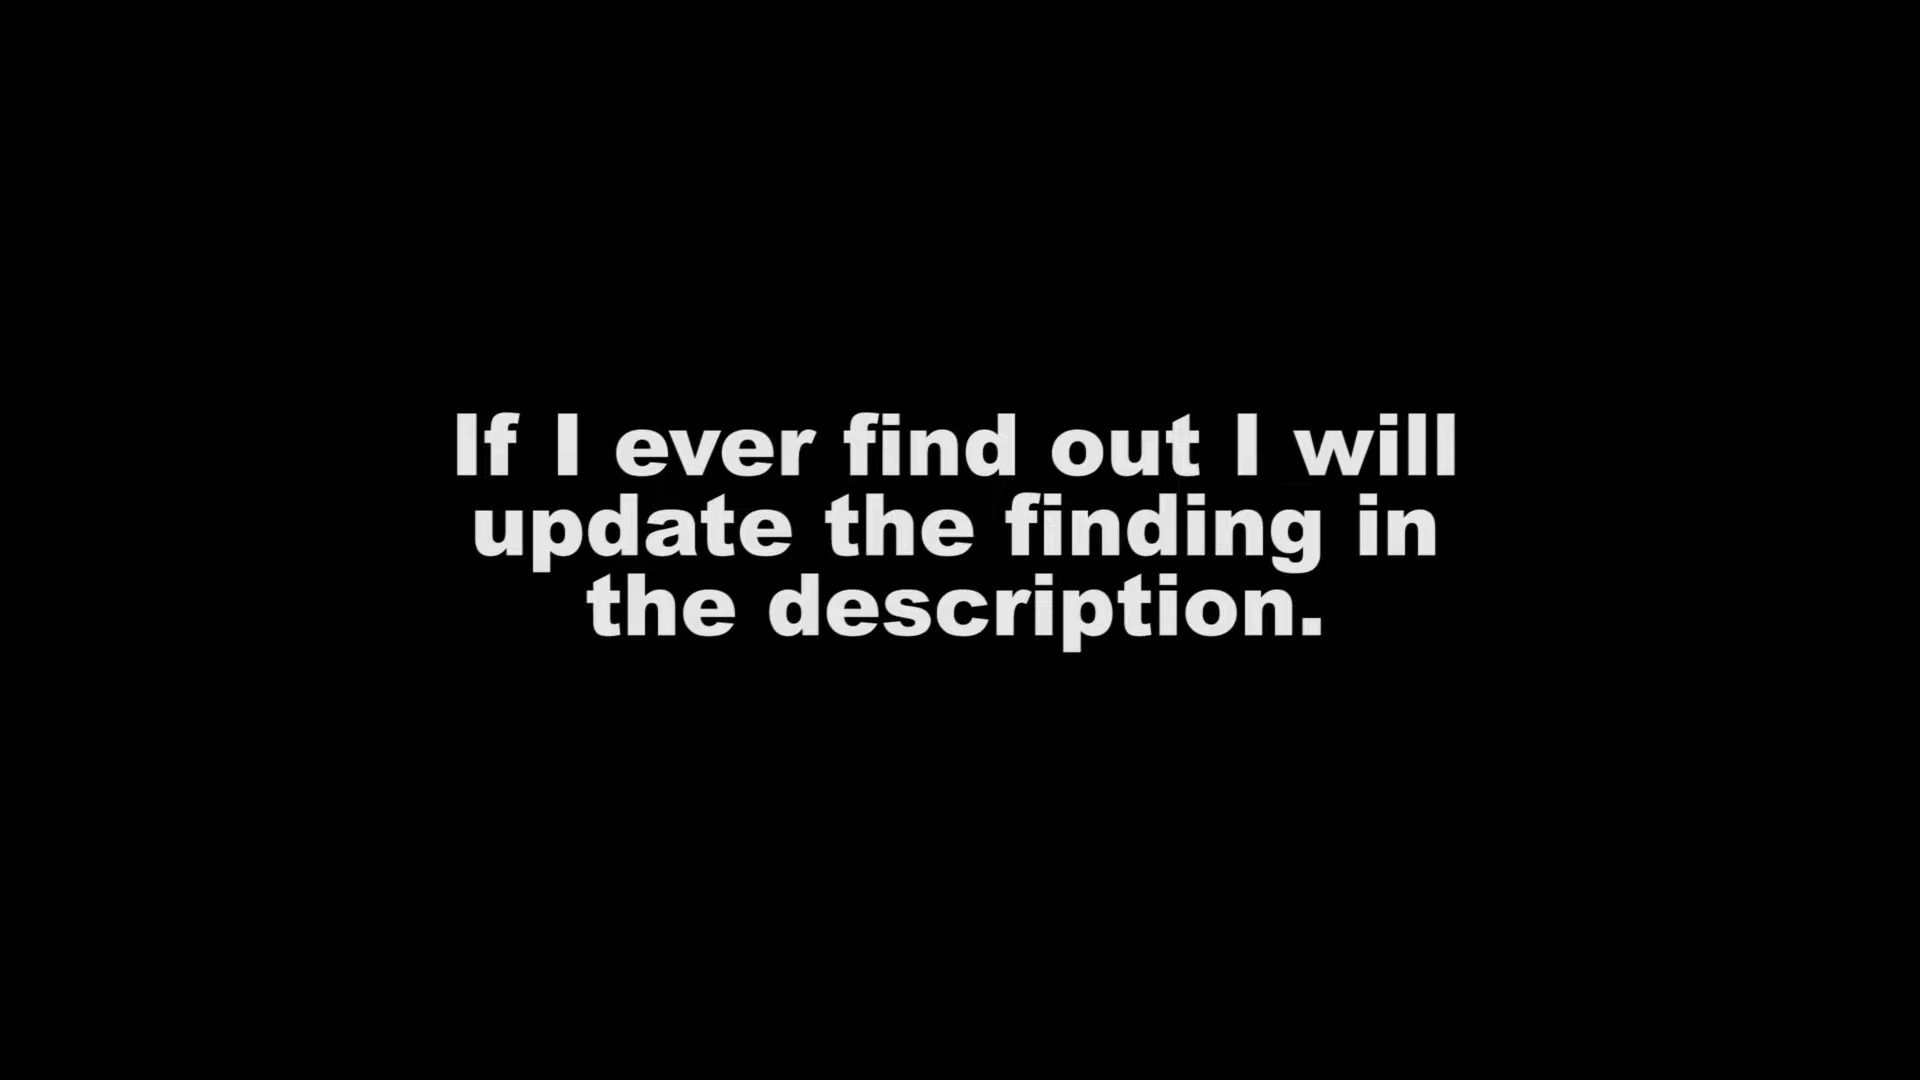 If I ever find out I will
update the finding in
the description.